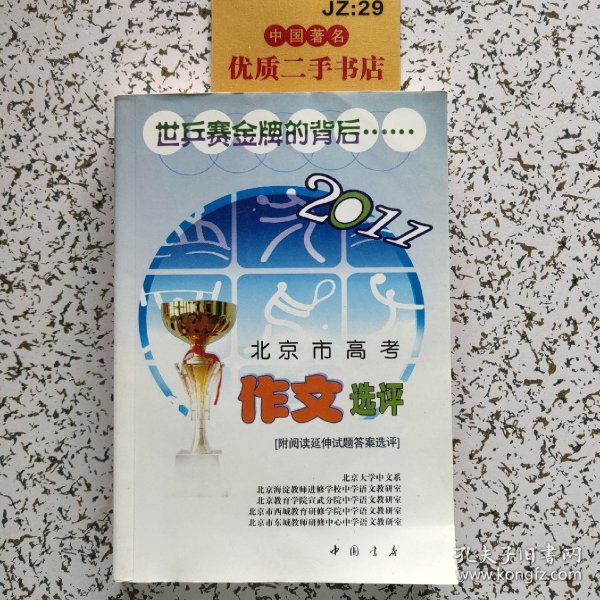 JZ:29
中国著名
优质二手书店
世乒赛金牌的背后……
2011
北京市高考
作文选评
[附阅读延伸试题答案选评]
北京大学中文系
北京海淀教师进修学校中学语文教研室
北京教育学院宣武分院中学语文教研室
北京市西城教育研修学院中学语文教研室
北京市东城教师研修中心中学语文教研室
中国书店
孔夫子旧书网
www.kongfz.com